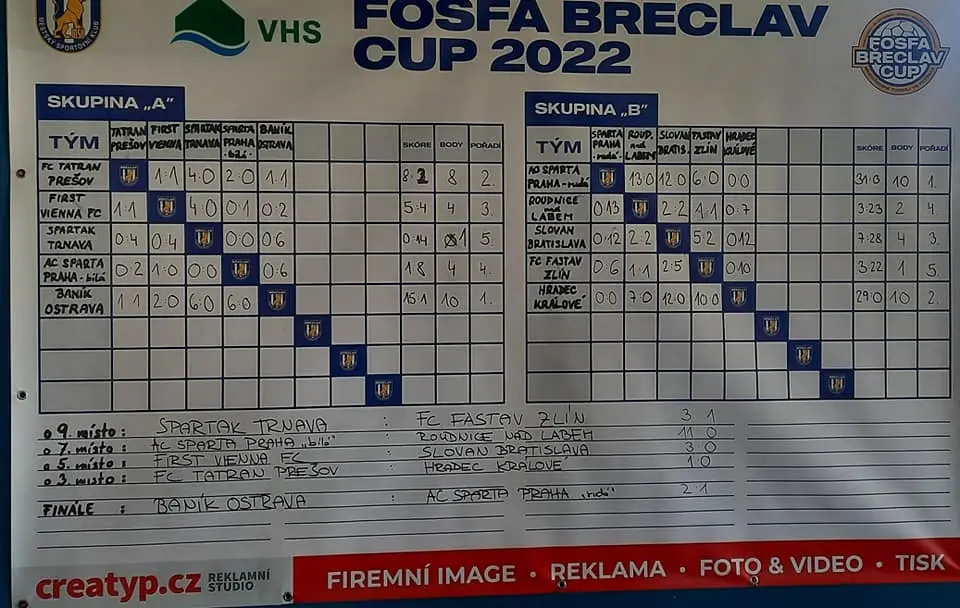 MĚSTSKÝ SPORTOVNÍ KLUB
VHS
FOSFA BRECLAV
CUP 2022
FOSFA
BRECLAV
CUP
SKUPINA „A"
TÝM TATRAN PREŠOV FIRST VIENNA SPARTAK TRNAVA SPARTA PRAHA -bílá- BANÍK OSTRAVA SKÓRE BODY POŘADÍ
FC TATRAN PREŠOV 1:1 4:0 2:0 1:1 8:2 8 2.
FIRST VIENNA FC 1:1 4:0 0:1 0:2 5:4 4 3.
SPARTAK TRNAVA 0:4 0:4 0:0 0:6 0:14 1 5.
AC SPARTA PRAHA-bílá 0:2 1:0 0:0 0:6 1:8 4 4.
BANÍK OSTRAVA 1:1 2:0 6:0 6:0 15:1 10 1.
SKUPINA „B"
TÝM SPARTA PRAHA -rudá- ROUD. nad LABEM SLOVAN BRATIS. FASTAV ZLÍN HRADEC KRÁLOVÉ SKÓRE BODY POŘADÍ
AC SPARTA PRAHA-rudá 13:0 12:0 6:0 0:0 31:0 10 1.
ROUDNICE nad LABEM 0:13 2:2 1:1 0:7 3:23 2 4.
SLOVAN BRATISLAVA 0:12 2:2 5:2 0:12 7:28 4 3.
FC FASTAV ZLÍN 0:6 1:1 2:5 0:10 3:22 1 5.
HRADEC KRÁLOVÉ 0:0 7:0 12:0 10:0 29:0 10 2.
o 9. místo: SPARTAK TRNAVA : FC FASTAV ZLÍN 3:1
o 7. místo: AC SPARTA PRAHA „bílá" : ROUDNICE NAD LABEM 11:0
o 5. místo: FIRST VIENNA FC : SLOVAN BRATISLAVA 3:0
o 3. místo: FC TATRAN PREŠOV : HRADEC KRÁLOVÉ 1:0
FINÁLE : BANÍK OSTRAVA : AC SPARTA PRAHA „rudá" 2:1
creatyp.cz REKLAMNÍ STUDIO
FIREMNÍ IMAGE • REKLAMA • FOTO & VIDEO • TISK